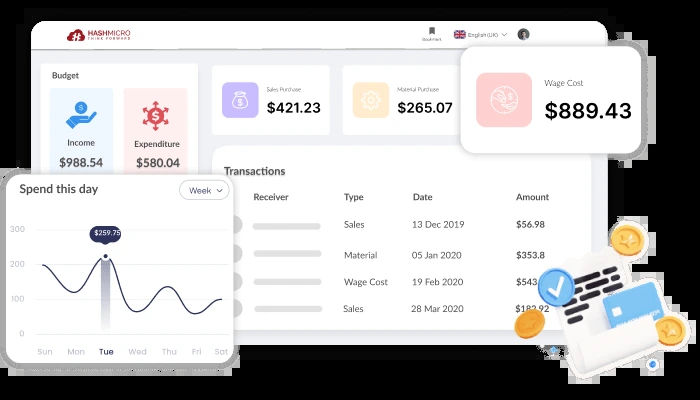 HASHMICRO
THINK FORWARD
Bookmark
English (UK)
Budget
Income
$988.54
Expenditure
$580.04
Sales Purchase
$421.23
Material Purchase
$265.07
Wage Cost
$889.43
Transactions
Receiver Type Date Amount
Sales 13 Dec 2019 $56.98
Material 05 Jan 2020 $353.8
Wage Cost 19 Feb 2020 $543
Sales 28 Mar 2020
Spend this day
Week
$259.75
300
200
100
0
Sun Mon Tue Wed Thu Fri Sat